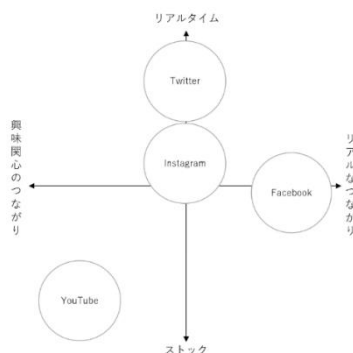 リアルタイム
Twitter
Instagram
興味関心のつながり
リアルなつながり
Facebook
YouTube
ストック